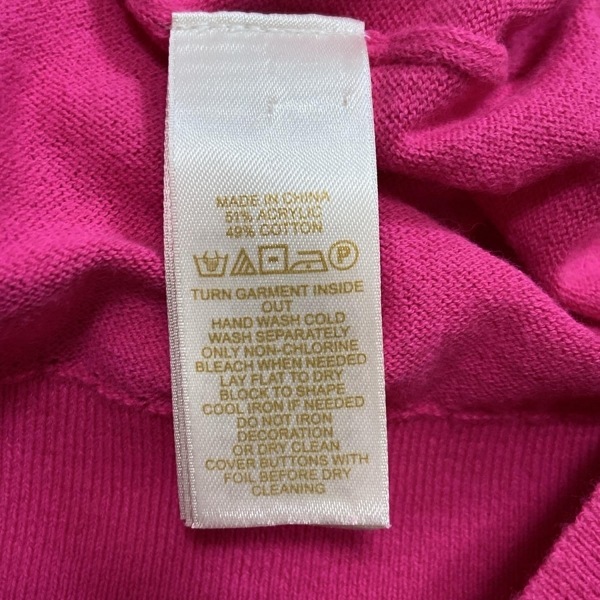 MADE IN CHINA
51% ACRYLIC
49% COTTON
P
TURN GARMENT INSIDE
OUT
HAND WASH COLD
WASH SEPARATELY
ONLY NON-CHLORINE
BLEACH WHEN NEEDED
LAY FLAT TO DRY
BLOCK TO SHAPE
COOL IRON IF NEEDED
DO NOT IRON
DECORATION
OR DRY CLEAN
COVER BUTTONS WITH
FOIL BEFORE DRY
CLEANING